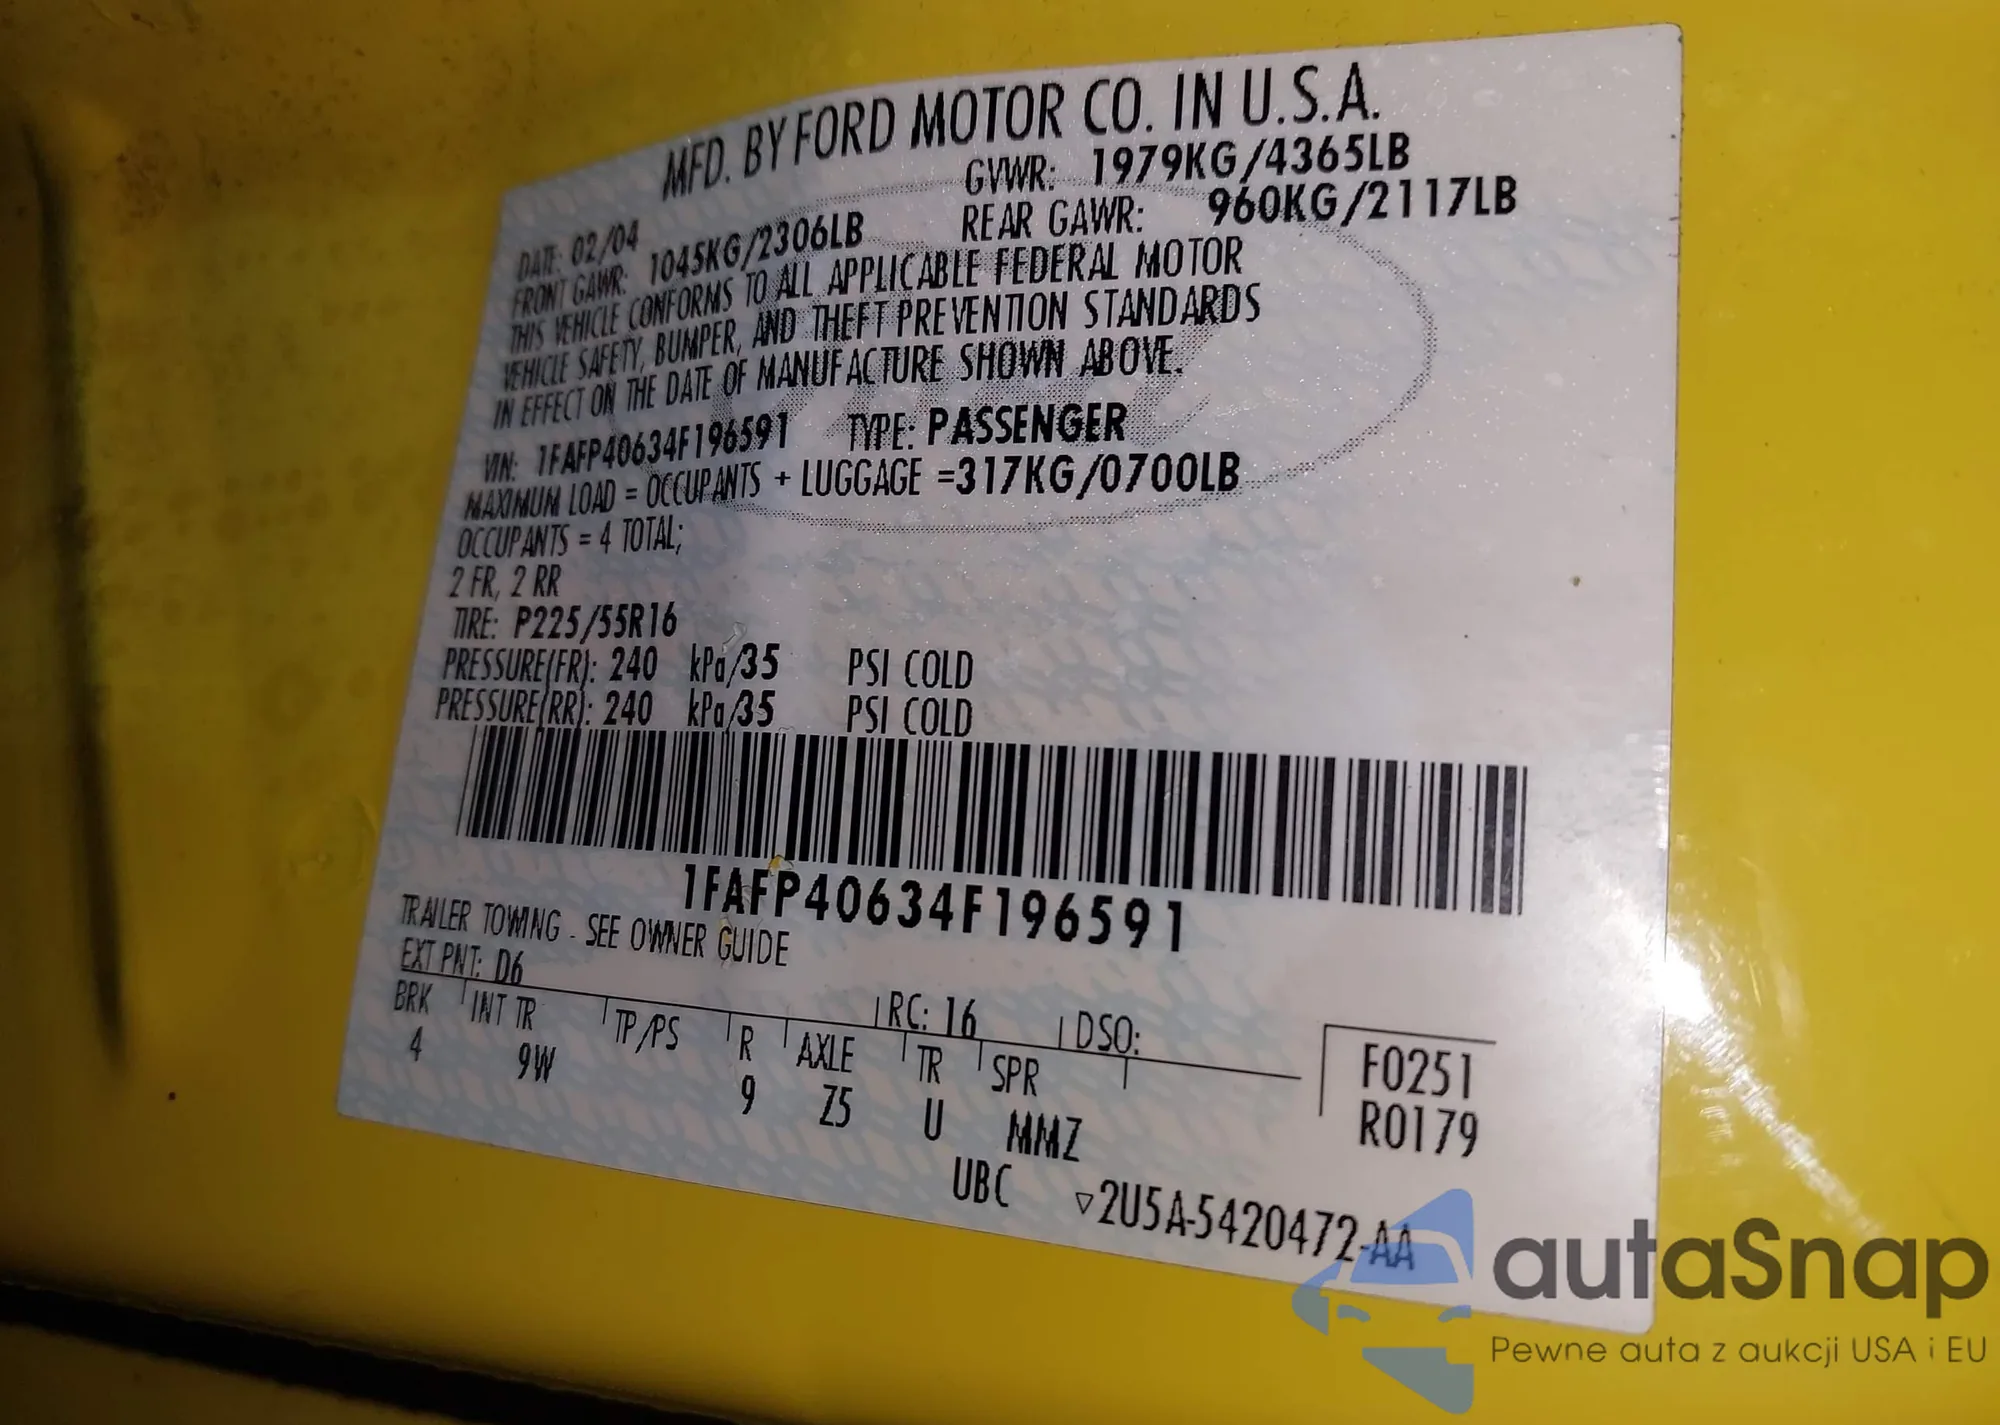 MFD. BY FORD MOTOR CO. IN U.S.A.
DATE: 02/04 GVWR: 1979KG/4365LB
FRONT GAWR: 1045KG/2306LB REAR GAWR: 960KG/2117LB
THIS VEHICLE CONFORMS TO ALL APPLICABLE FEDERAL MOTOR
VEHICLE SAFETY, BUMPER, AND THEFT PREVENTION STANDARDS
IN EFFECT ON THE DATE OF MANUFACTURE SHOWN ABOVE.
VIN: 1FAFP40634F196591 TYPE: PASSENGER
MAXIMUM LOAD = OCCUPANTS + LUGGAGE =317KG/0700LB
OCCUPANTS = 4 TOTAL;
2 FR, 2 RR
TIRE: P225/55R16
PRESSURE(FR): 240 kPa/35 PSI COLD
PRESSURE(RR): 240 kPa/35 PSI COLD
1FAFP40634F196591
TRAILER TOWING - SEE OWNER GUIDE
EXT PNT: D6 RC: 16 DSO:
BRK INT TR TP/PS R AXLE TR SPR F0251
4 9W 9 Z5 U MMZ R0179
UBC ▽2U5A-5420472-AA
autaSnap
Pewne auta z aukcji USA i EU